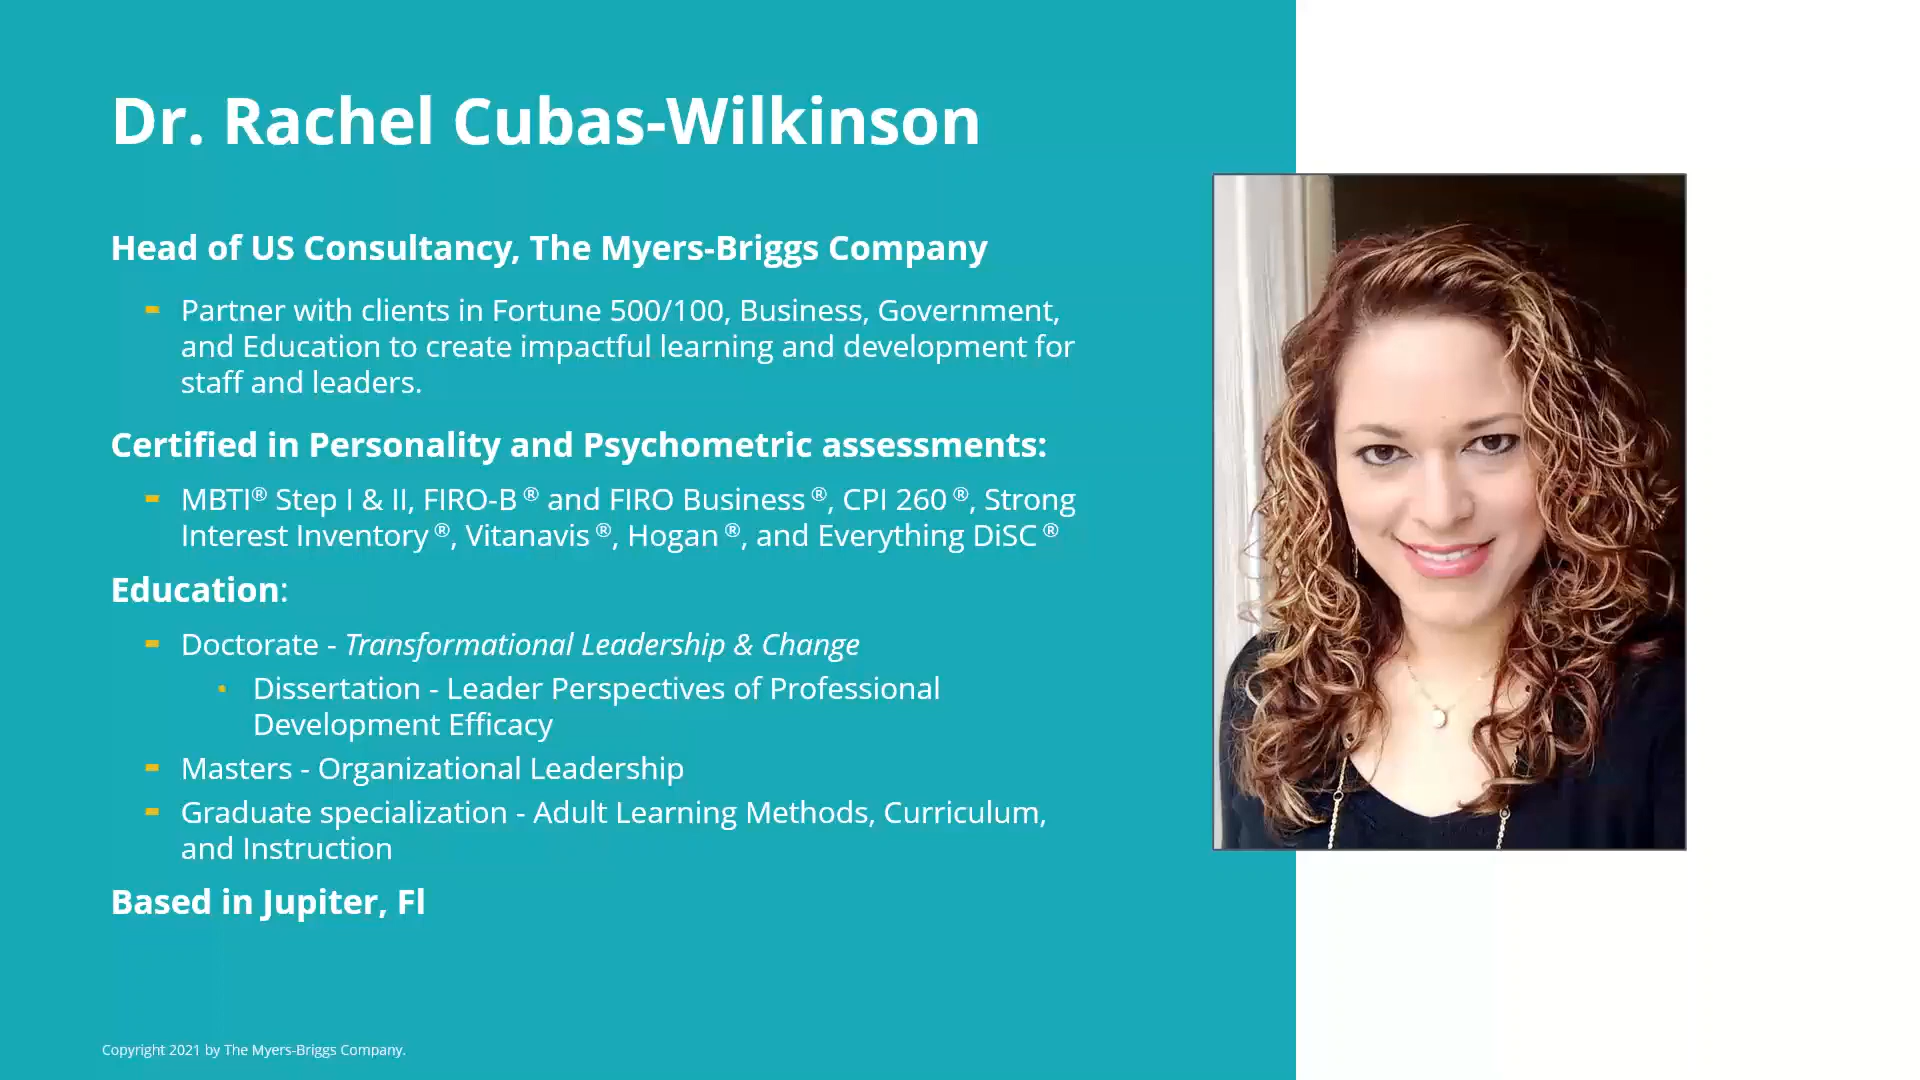 Dr. Rachel Cubas-Wilkinson
Head of US Consultancy, The Myers-Briggs Company
Partner with clients in Fortune 500/100, Business, Government,
and Education to create impactful learning and development for
staff and leaders.
Certified in Personality and Psychometric assessments:
MBTI® Step I & II, FIRO-B ® and FIRO Business ®, CPI 260 ®, Strong
Interest Inventory ®, Vitanavis ®, Hogan ®, and Everything DiSC ®
Education:
Doctorate - Transformational Leadership & Change
Dissertation - Leader Perspectives of Professional
Development Efficacy
Masters - Organizational Leadership
Graduate specialization - Adult Learning Methods, Curriculum,
and Instruction
Based in Jupiter, Fl
Copyright 2021 by The Myers-Briggs Company.